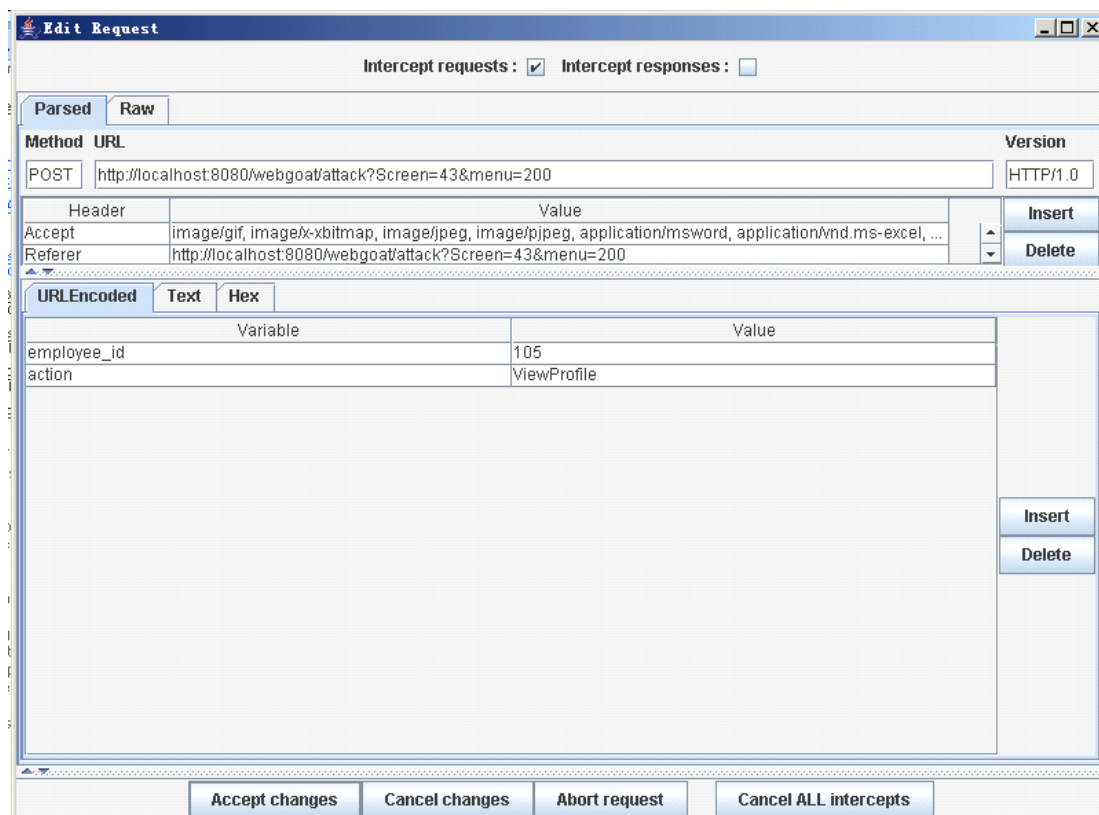 Edit Request
Intercept requests : Intercept responses :
Parsed Raw
Method URL Version
POST http://localhost:8080/webgoat/attack?Screen=43&menu=200 HTTP/1.0
Header Value Insert
Accept image/gif, image/x-xbitmap, image/jpeg, image/pjpeg, application/msword, application/vnd.ms-excel, ...
Referer http://localhost:8080/webgoat/attack?Screen=43&menu=200 Delete
URLEncoded Text Hex
Variable Value
employee_id 105
action ViewProfile
Insert
Delete
Accept changes Cancel changes Abort request Cancel ALL intercepts